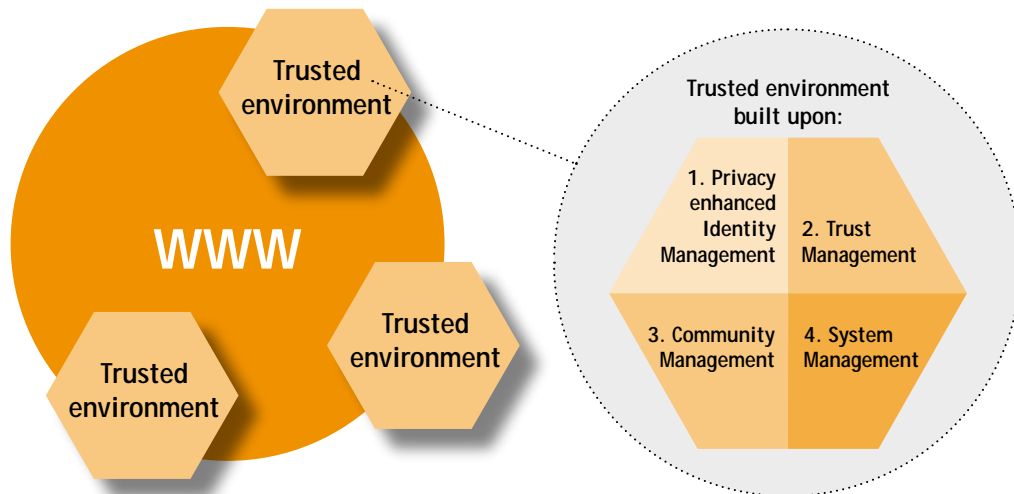 Trusted
environment
WWW
Trusted
environment
Trusted
environment
Trusted environment
built upon:
1. Privacy
enhanced
Identity
Management
2. Trust
Management
3. Community
Management
4. System
Management